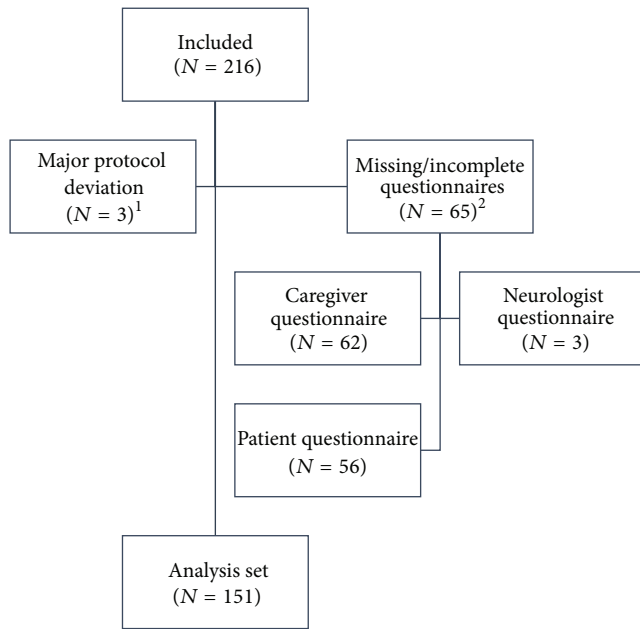 Included
(N = 216)
Major protocol
deviation
(N = 3)1
Missing/incomplete
questionnaires
(N = 65)2
Caregiver
questionnaire
(N = 62)
Neurologist
questionnaire
(N = 3)
Patient questionnaire
(N = 56)
Analysis set
(N = 151)